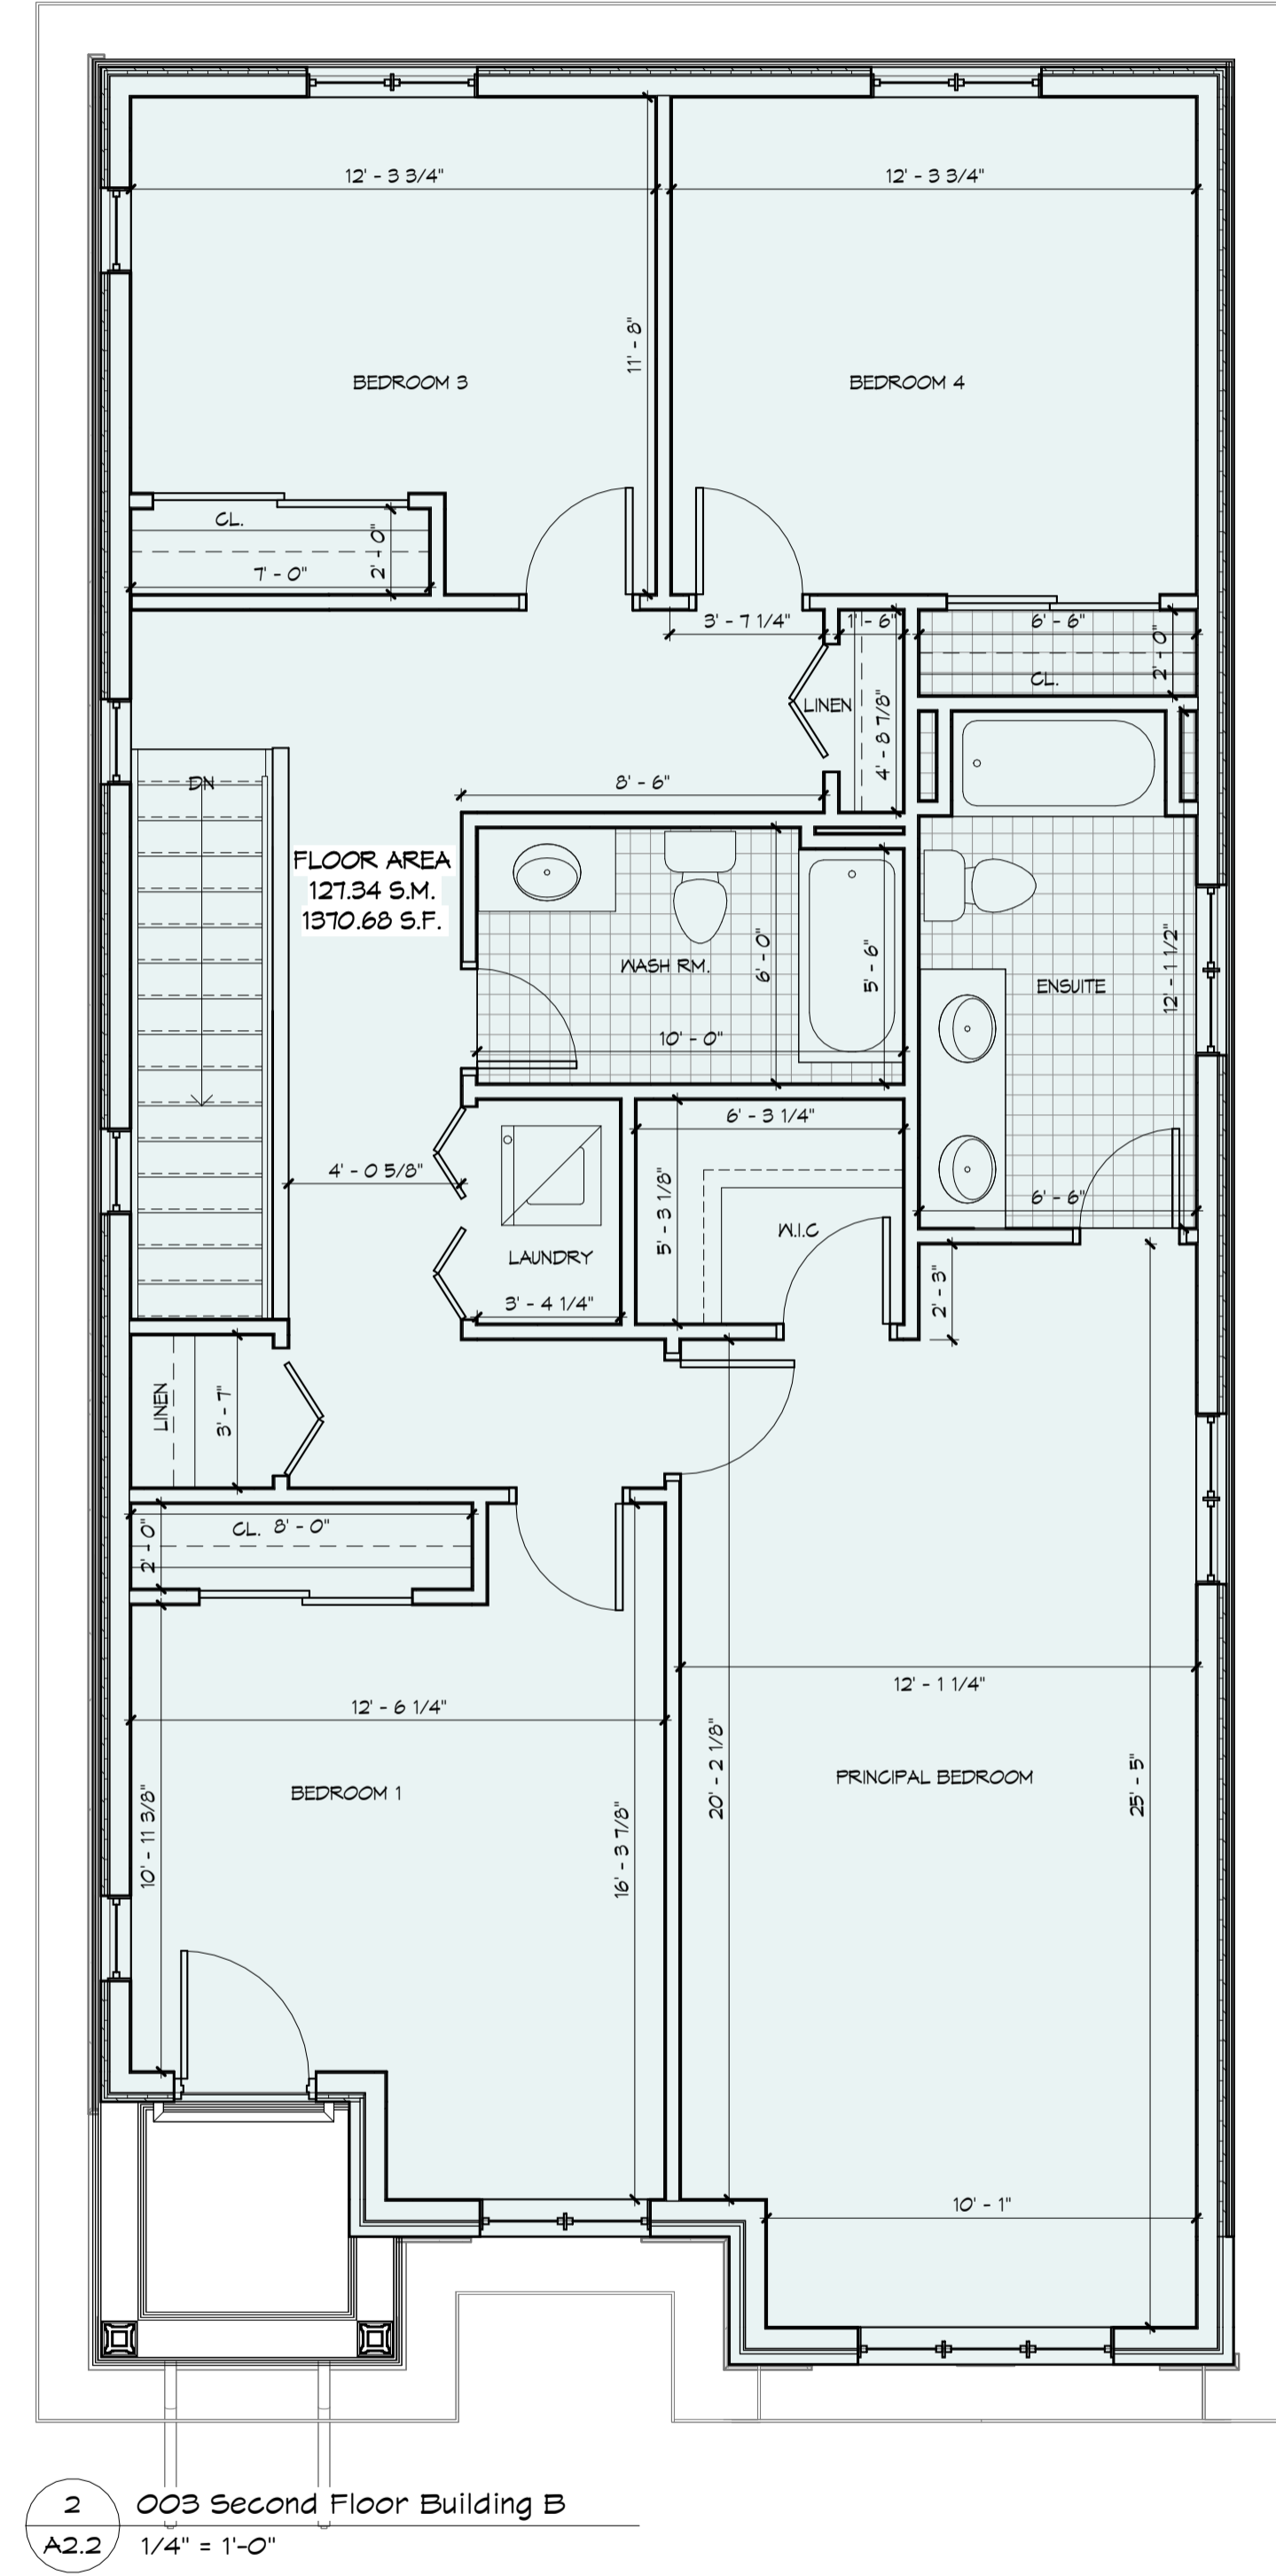 12' - 3 3/4"
12' - 3 3/4"
11' - 8"
BEDROOM 3
BEDROOM 4
CL.
2' - 0"
7' - 0"
3' - 7 1/4"
1' - 6"
6' - 6"
2' - 0"
CL.
LINEN
4' - 8 7/8"
DN
8' - 6"
FLOOR AREA
127.34 S.M.
1370.68 S.F.
WASH RM.
6' - 0"
5' - 6"
10' - 0"
ENSUITE
12' - 1 1/2"
6' - 3 1/4"
4' - 0 5/8"
5' - 3 1/8"
W.I.C
6' - 6"
LAUNDRY
3' - 4 1/4"
2' - 3"
LINEN
3' - 7"
CL. 8' - 0"
2' - 0"
12' - 1 1/4"
12' - 6 1/4"
20' - 2 1/8"
PRINCIPAL BEDROOM
25' - 5"
BEDROOM 1
10' - 11 3/8"
16' - 3 7/8"
10' - 1"
2
003 Second Floor Building B
A2.2
1/4" = 1'-0"